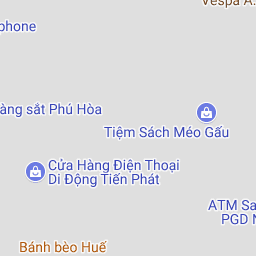 Vespa A
phone
àng sắt Phú Hòa
Tiệm Sách Méo Gấu
Cửa Hàng Điện Thoại
Di Động Tiến Phát
ATM Sa
PGD N
Bánh bèo Huế